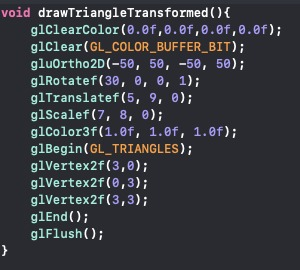 void drawTriangleTransformed(){
    glClearColor(0.0f,0.0f,0.0f,0.0f);
    glClear(GL_COLOR_BUFFER_BIT);
    gluOrtho2D(-50, 50, -50, 50);
    glRotatef(30, 0, 0, 1);
    glTranslatef(5, 9, 0);
    glScalef(7, 8, 0);
    glColor3f(1.0f, 1.0f, 1.0f);
    glBegin(GL_TRIANGLES);
    glVertex2f(3,0);
    glVertex2f(0,3);
    glVertex2f(3,3);
    glEnd();
    glFlush();
}